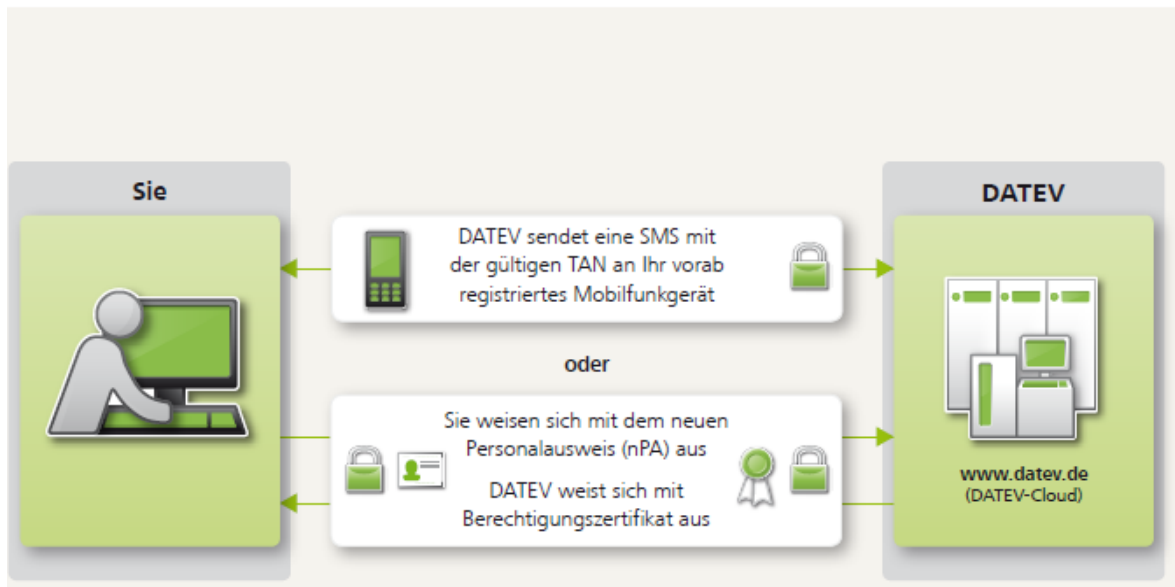 Sie
DATEV
DATEV sendet eine SMS mit
der gültigen TAN an Ihr vorab
registriertes Mobilfunkgerät
oder
Sie weisen sich mit dem neuen
Personalausweis (nPA) aus
DATEV weist sich mit
Berechtigungszertifikat aus
www.datev.de
(DATEV-Cloud)